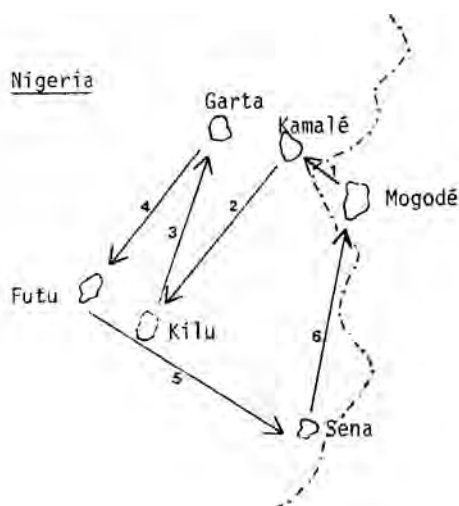 Nigeria
Garta
Kamalé
1
Mogodé
4
3
2
Futu
Kilu
6
5
Sena